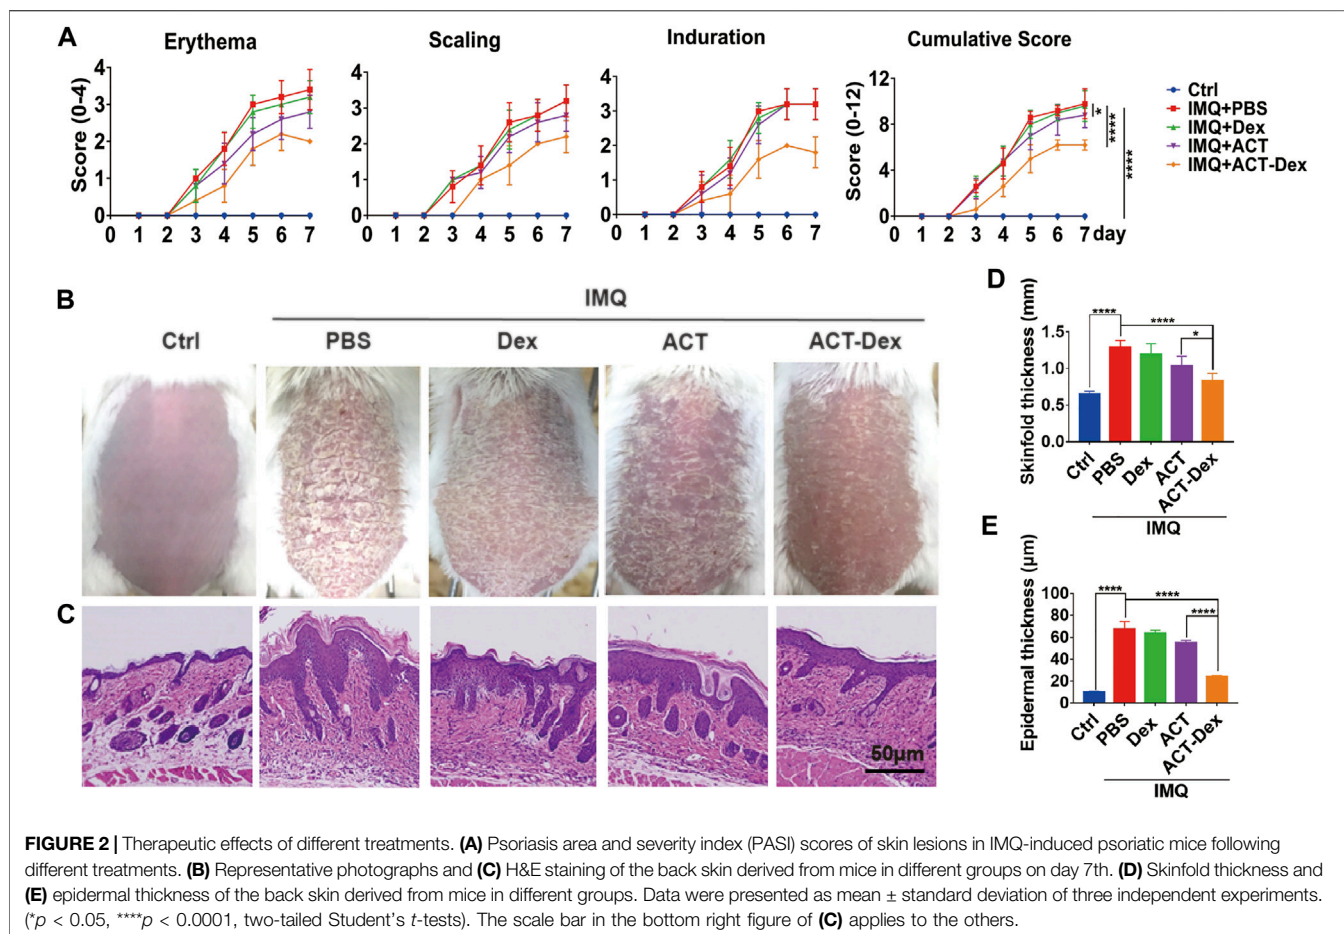 A
Erythema
Scaling
Induration
Cumulative Score
Score (0-4)
4
3
2
1
0
0 1 2 3 4 5 6 7
4
3
2
1
0
0 1 2 3 4 5 6 7
4
3
2
1
0
0 1 2 3 4 5 6 7
Score (0-12)
12
8
4
0
0 1 2 3 4 5 6 7 day
*
****
****
Ctrl
IMQ+PBS
IMQ+Dex
IMQ+ACT
IMQ+ACT-Dex
B
IMQ
Ctrl PBS Dex ACT ACT-Dex
C
50µm
D
Skinfold thickness (mm)
1.5
1.0
0.5
0.0
**** ****
*
Ctrl PBS Dex ACT ACT-Dex
IMQ
E
Epidermal thickness (µm)
100
80
60
40
20
0
**** ****
****
Ctrl PBS Dex ACT ACT-Dex
IMQ
FIGURE 2 | Therapeutic effects of different treatments. (A) Psoriasis area and severity index (PASI) scores of skin lesions in IMQ-induced psoriatic mice following
different treatments. (B) Representative photographs and (C) H&E staining of the back skin derived from mice in different groups on day 7th. (D) Skinfold thickness and
(E) epidermal thickness of the back skin derived from mice in different groups. Data were presented as mean ± standard deviation of three independent experiments.
(*p < 0.05, ****p < 0.0001, two-tailed Student's t-tests). The scale bar in the bottom right figure of (C) applies to the others.